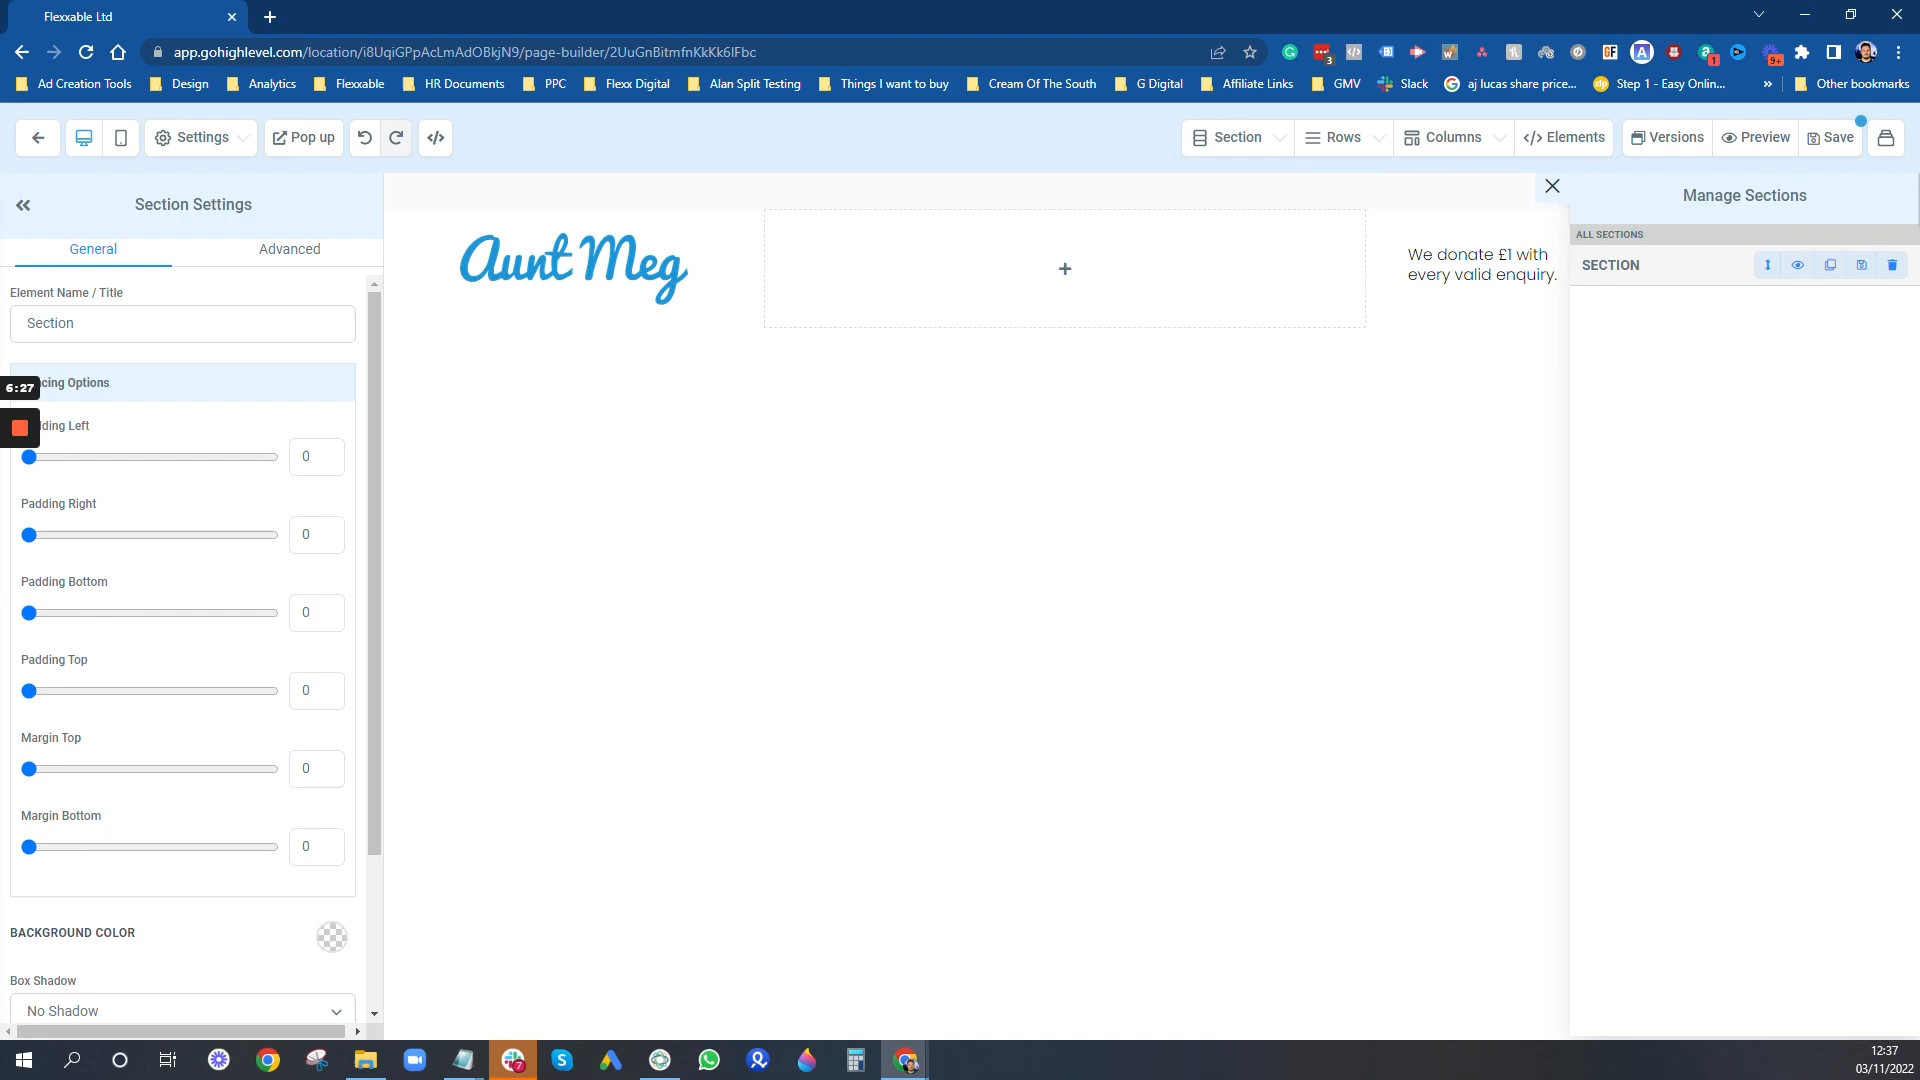 Flexxable Ltd
app.gohighlevel.com/location/i8UqiGPpAcLmAdOBkjN9/page-builder/2UuGnBitmfnKkKk6lFbc
Ad Creation Tools
Design
Analytics
Flexxable
HR Documents
PPC
Flexx Digital
Alan Split Testing
Things I want to buy
Cream Of The South
G Digital
Affiliate Links
GMV
Slack
aj lucas share price...
Step 1 - Easy Onlin...
Other bookmarks
Settings
Pop up
Section
Rows
Columns
Elements
Versions
Preview
Save
Section Settings
General
Advanced
Element Name / Title
Section
6:27
cing Options
ding Left
0
Padding Right
0
Padding Bottom
0
Padding Top
0
Margin Top
0
Margin Bottom
0
BACKGROUND COLOR
Box Shadow
No Shadow
Aunt Meg
We donate £1 with
every valid enquiry.
Manage Sections
ALL SECTIONS
SECTION
12:37
03/11/2022